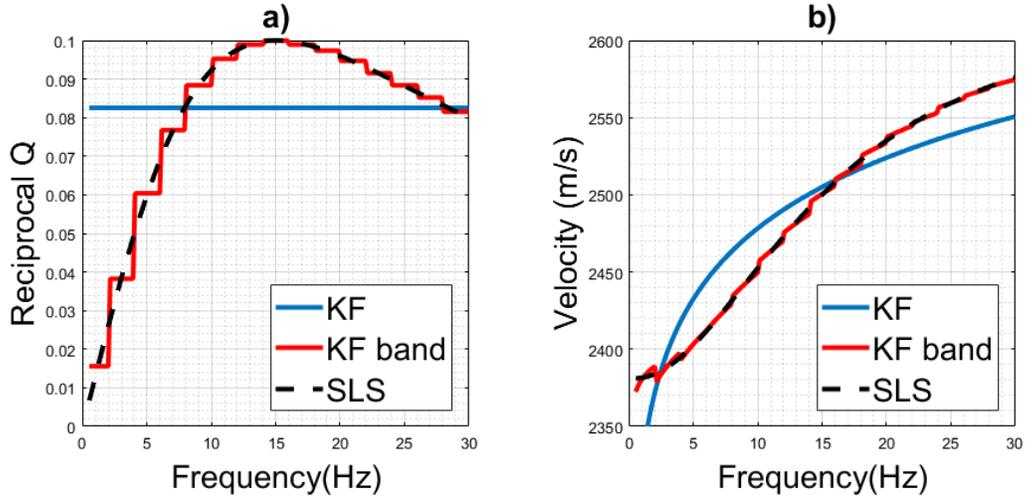 a)
0.1
0.09
0.08
0.07
0.06
0.05
0.04
0.03
0.02
0.01
0
Reciprocal Q
KF
KF band
SLS
0 5 10 15 20 25 30
Frequency(Hz)
b)
2600
2550
2500
2450
2400
2350
Velocity (m/s)
KF
KF band
SLS
0 5 10 15 20 25 30
Frequency(Hz)